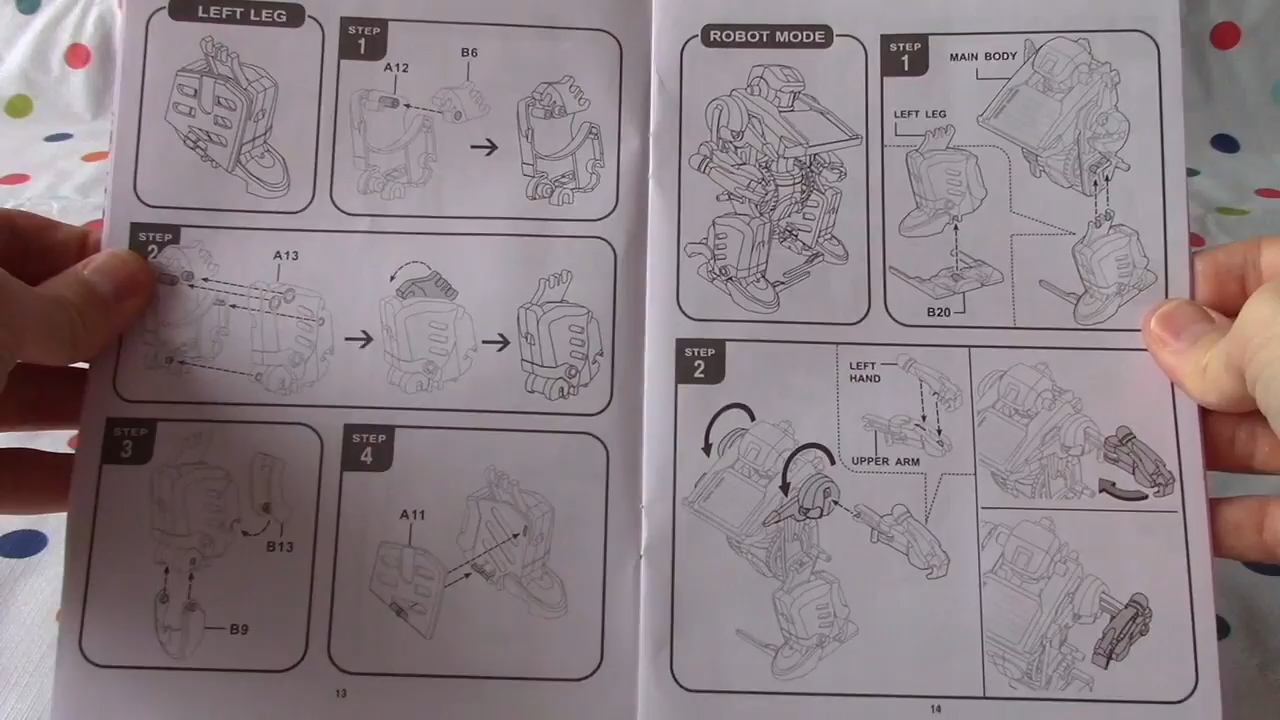 LEFT LEG
STEP
1
A12
B6
STEP
2
A13
STEP
3
B13
B9
STEP
4
A11
13
ROBOT MODE
STEP
1
MAIN BODY
LEFT LEG
B20
STEP
2
LEFT
HAND
UPPER ARM
14